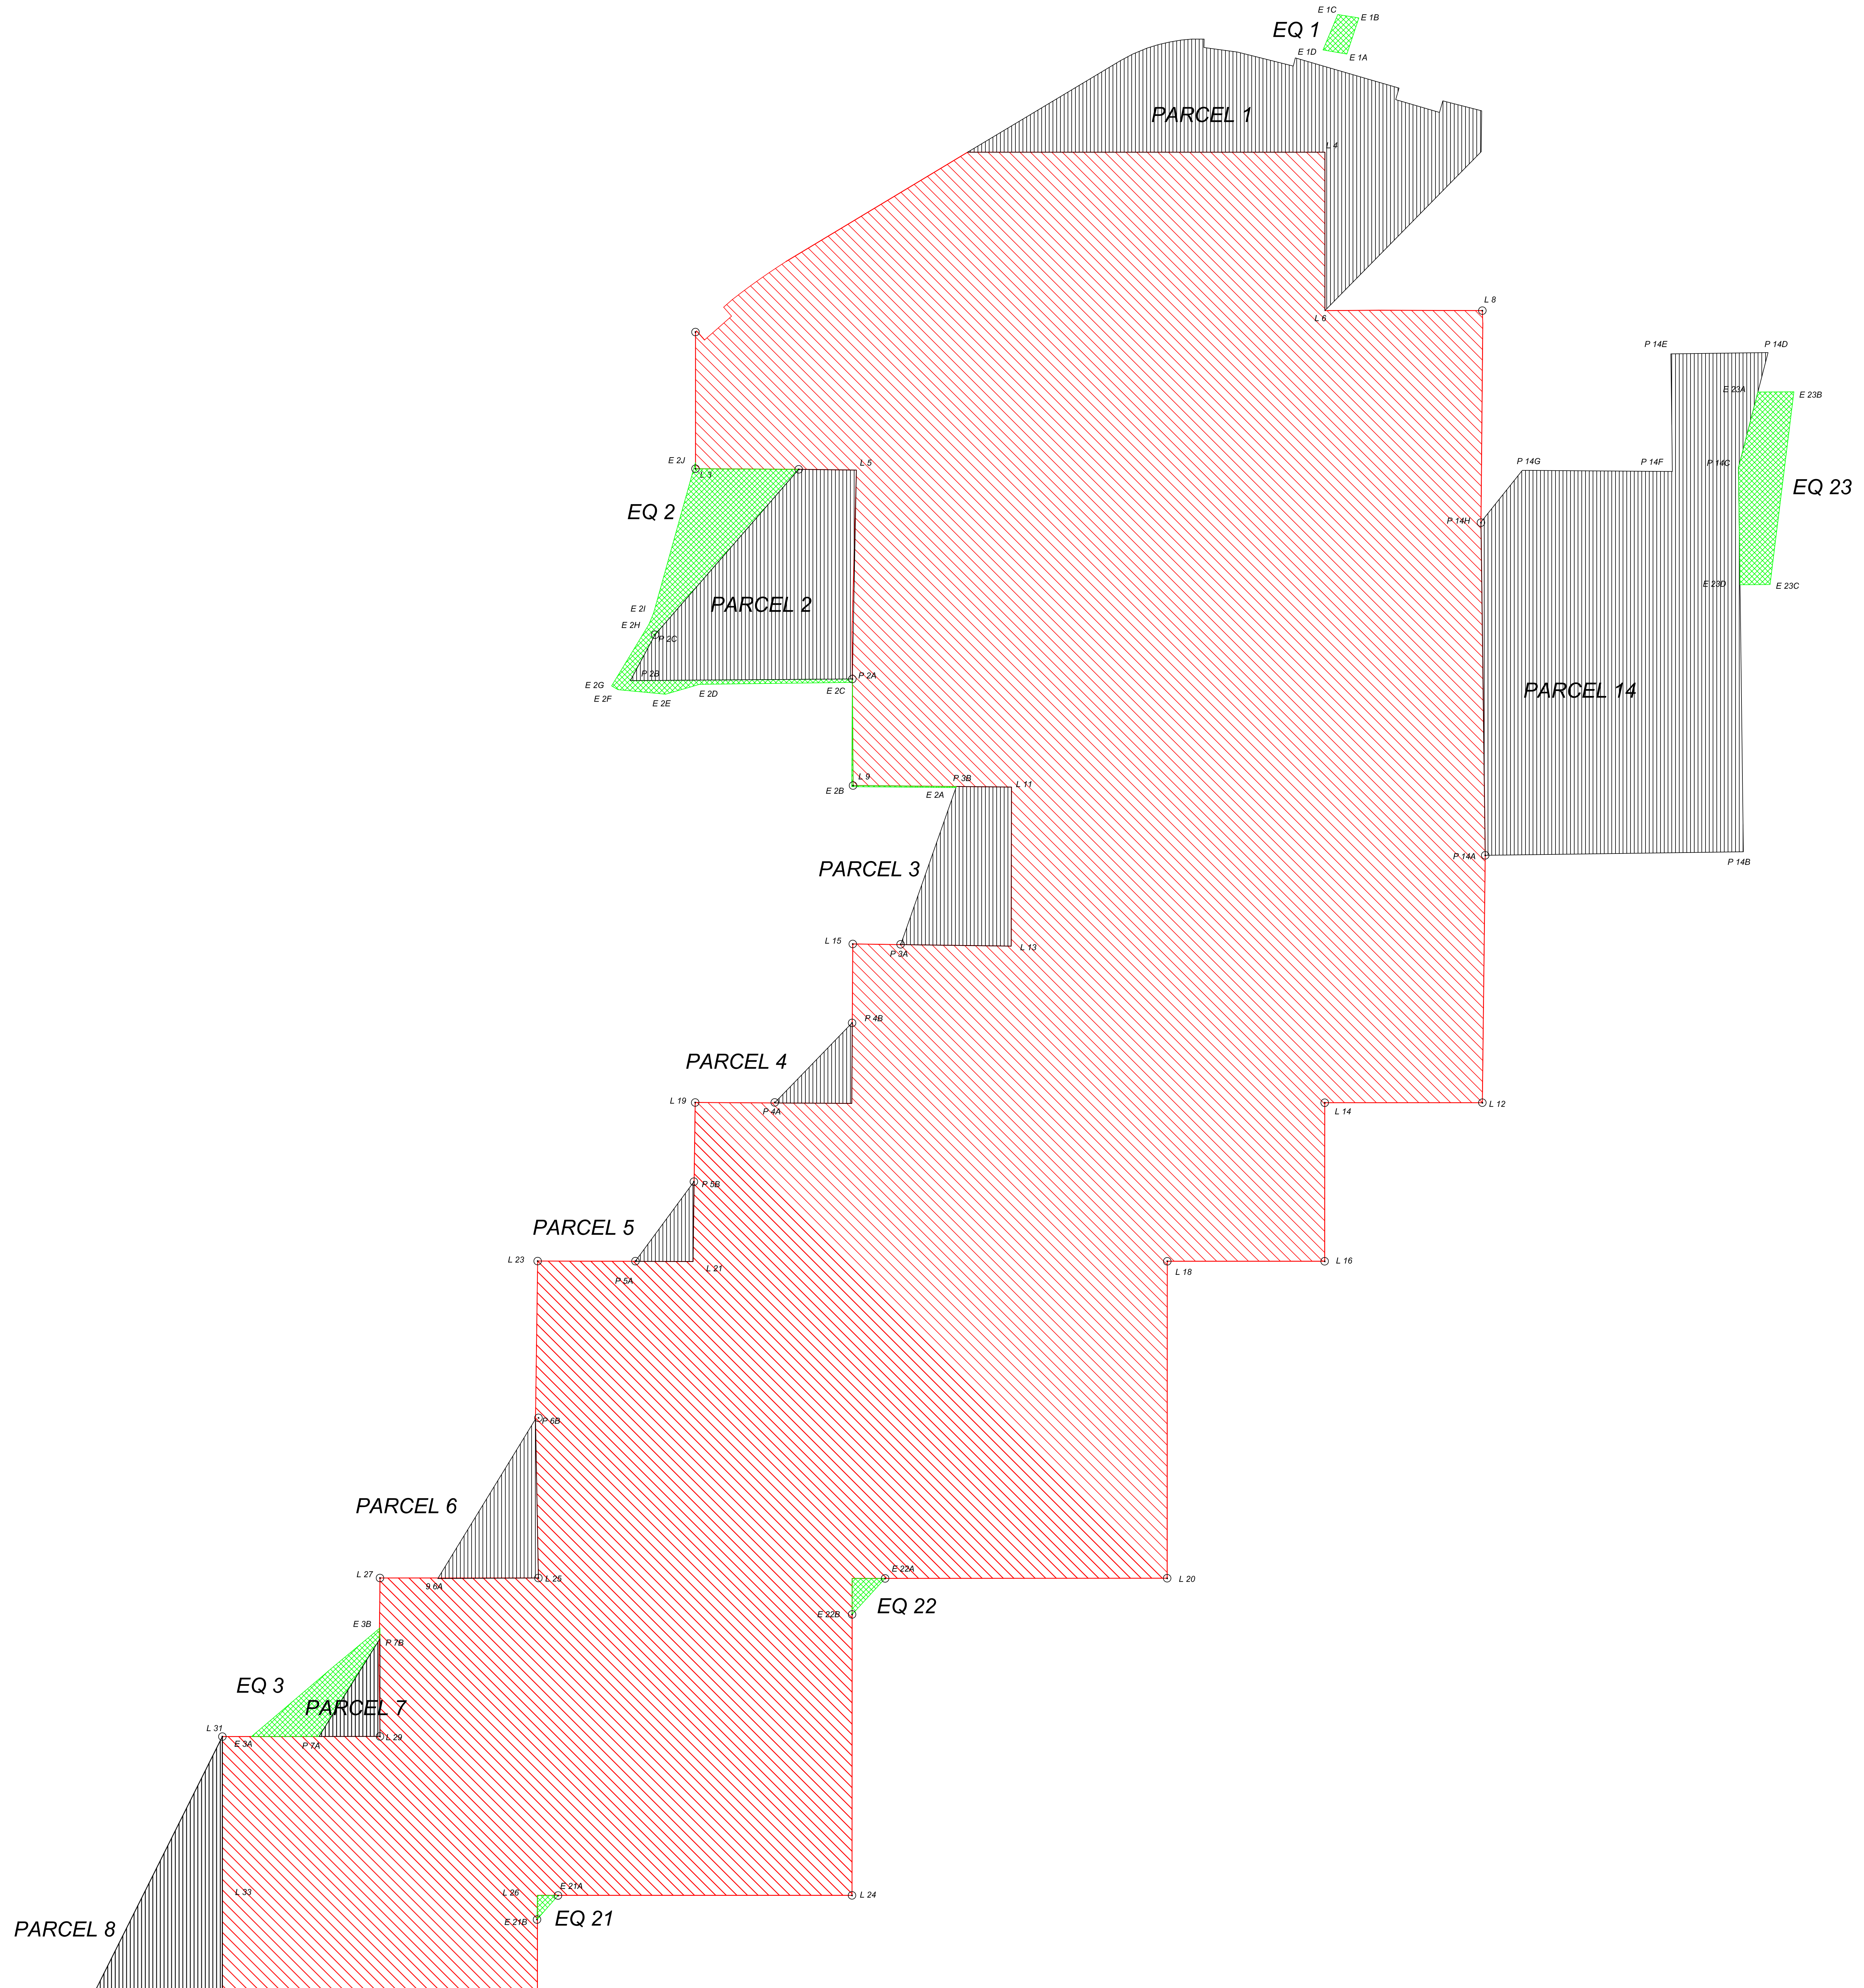 E 1C
E 1B
EQ 1
E 1D
E 1A
PARCEL 1
L 4
L 8
L 6
P 14E
P 14D
E 23A
E 23B
E 2J
L 3
L 5
P 14G
P 14F
P 14C
EQ 23
EQ 2
P 14H
E 23D
E 23C
E 2I
PARCEL 2
E 2H
P 2C
P 2B
P 2A
E 2G
E 2F
E 2E
E 2D
E 2C
PARCEL 14
L 9
P 3B
L 11
E 2B
E 2A
PARCEL 3
P 14A
P 14B
L 15
P 3A
L 13
P 4B
PARCEL 4
L 19
P 4A
L 14
L 12
P 5B
PARCEL 5
L 23
P 5A
L 21
L 18
L 16
P 6B
PARCEL 6
L 27
9.6A
L 25
E 22A
L 20
EQ 22
E 22B
E 3B
P 7B
EQ 3
PARCEL 7
L 31
E 3A
P 7A
L 29
L 33
L 26
E 21A
L 24
E 21B
EQ 21
PARCEL 8